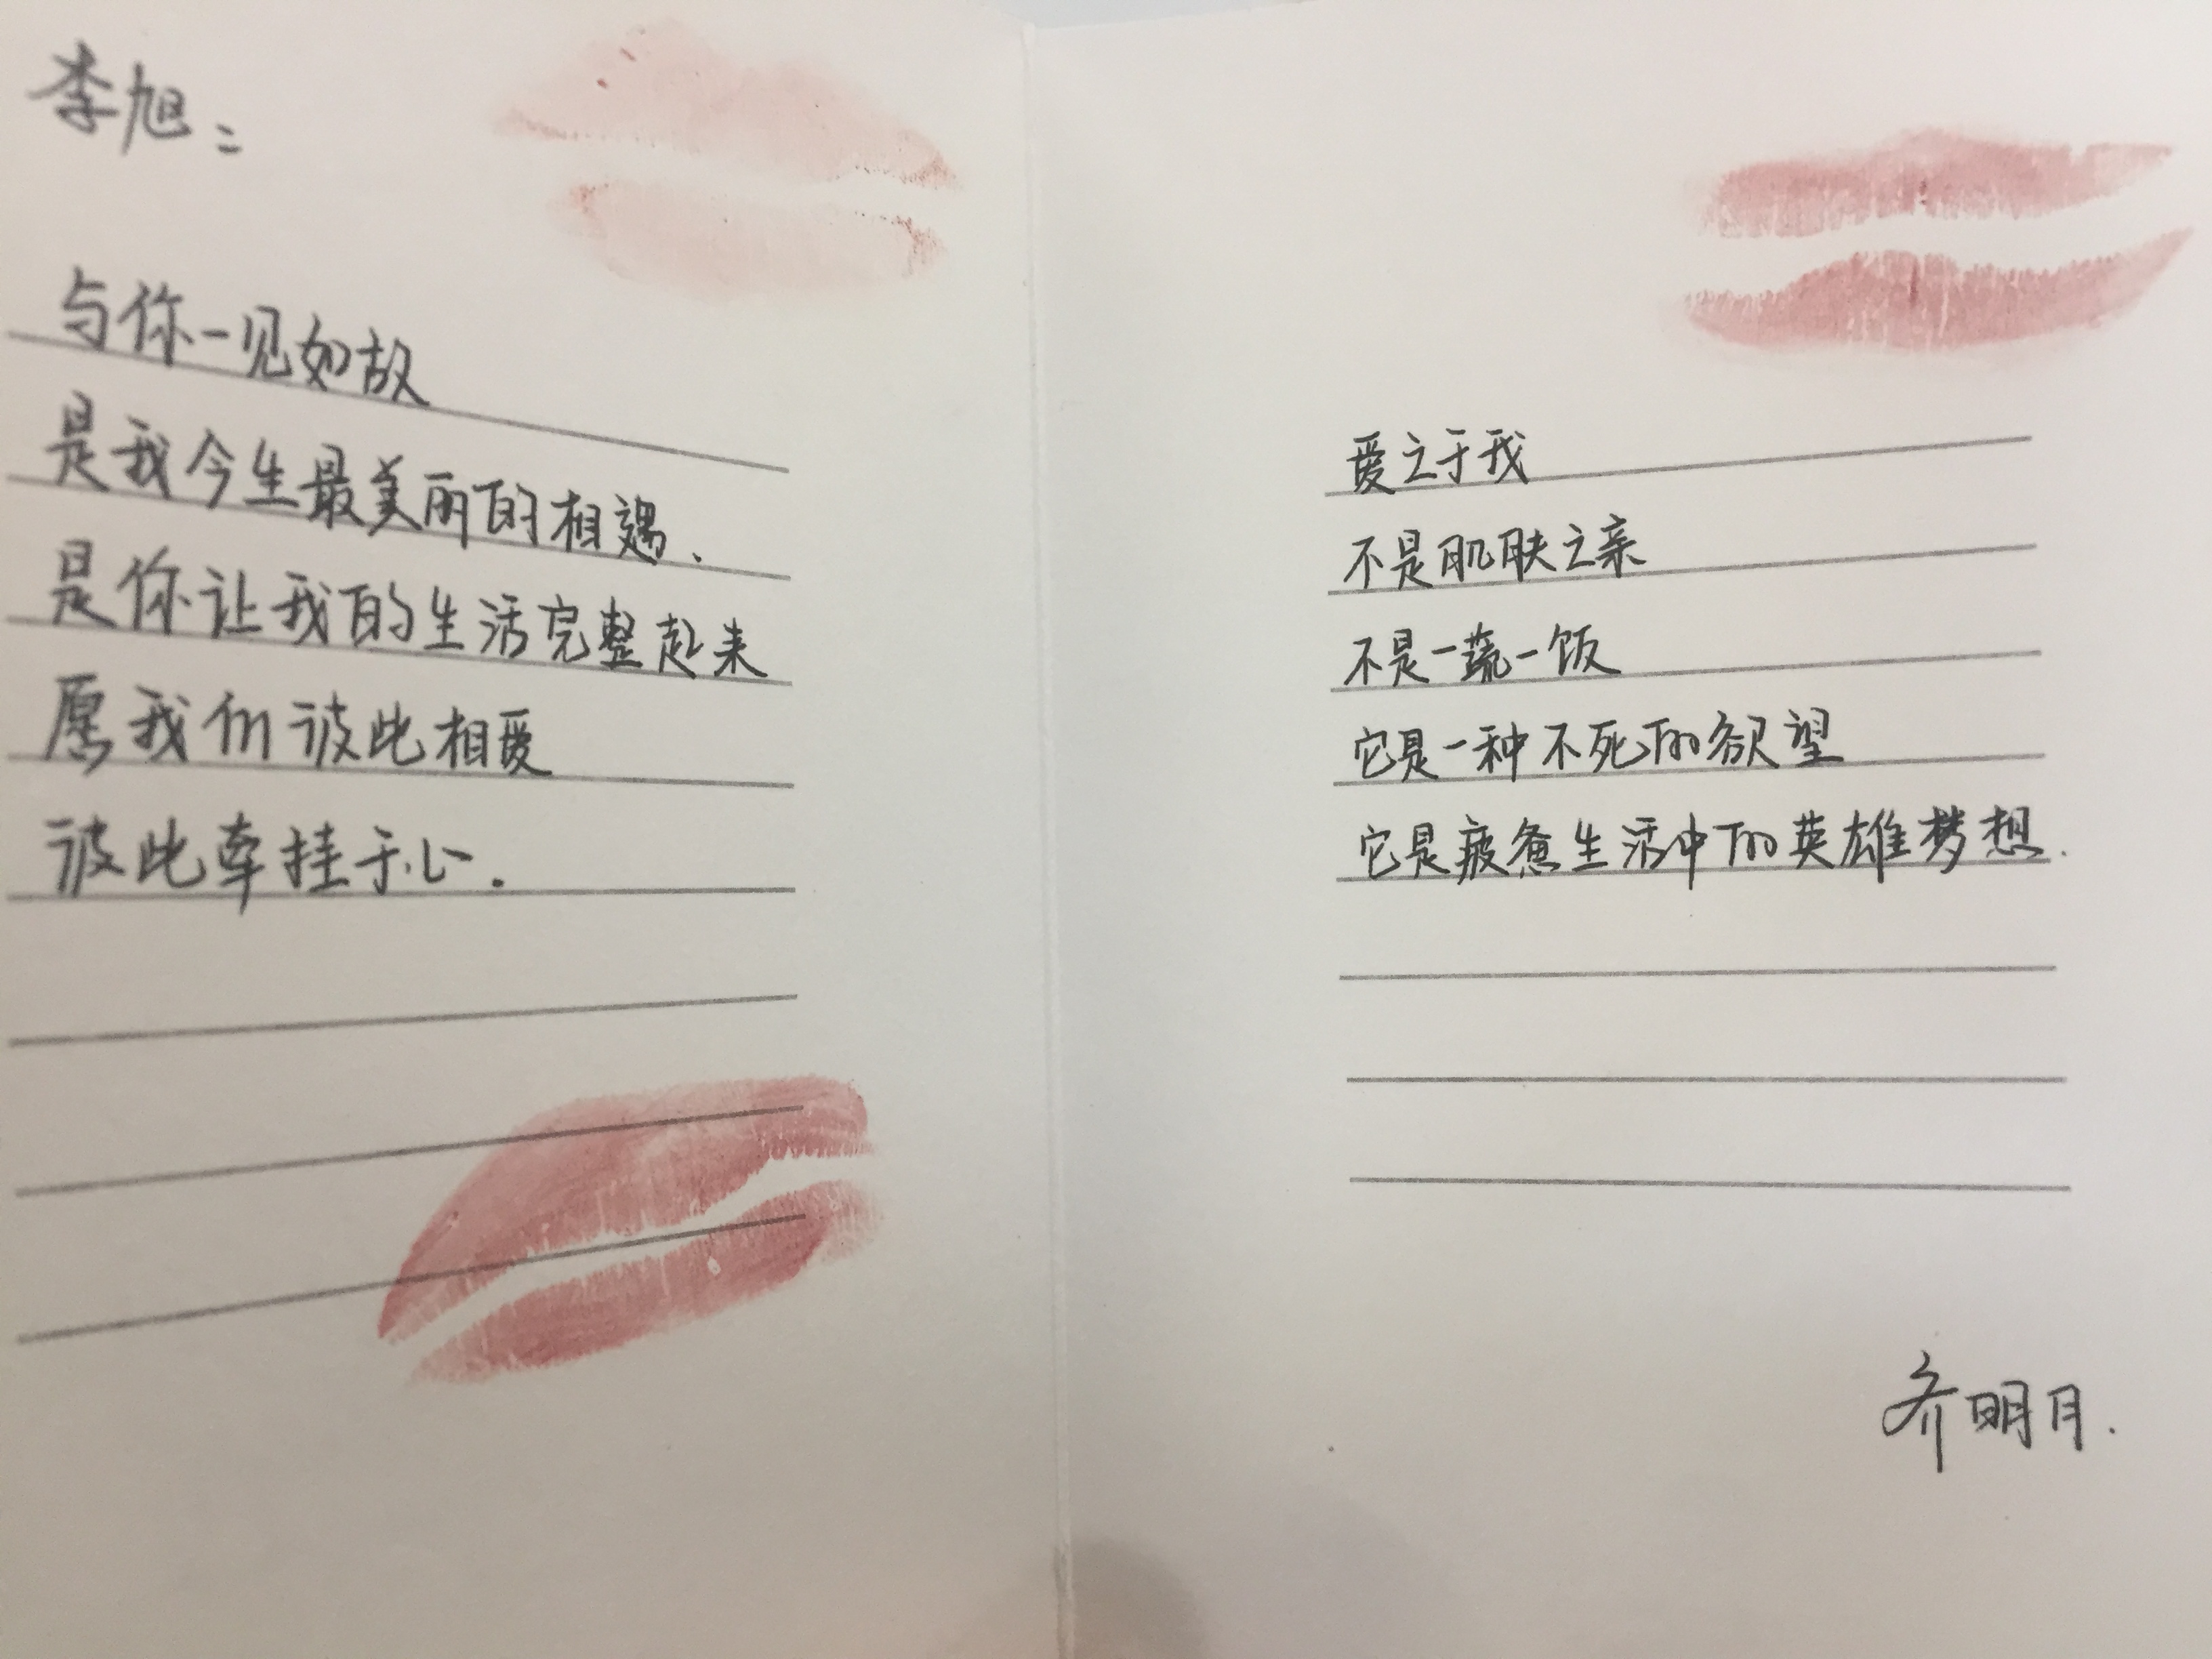 李旭：
与你一见如故
是我今生最美丽的相遇、
是你让我的生活完整起来
愿我们彼此相爱
彼此牵挂于心.
爱之于我
不是肌肤之亲
不是一蔬一饭
它是一种不死的欲望
它是疲惫生活中的英雄梦想.
齐明月.